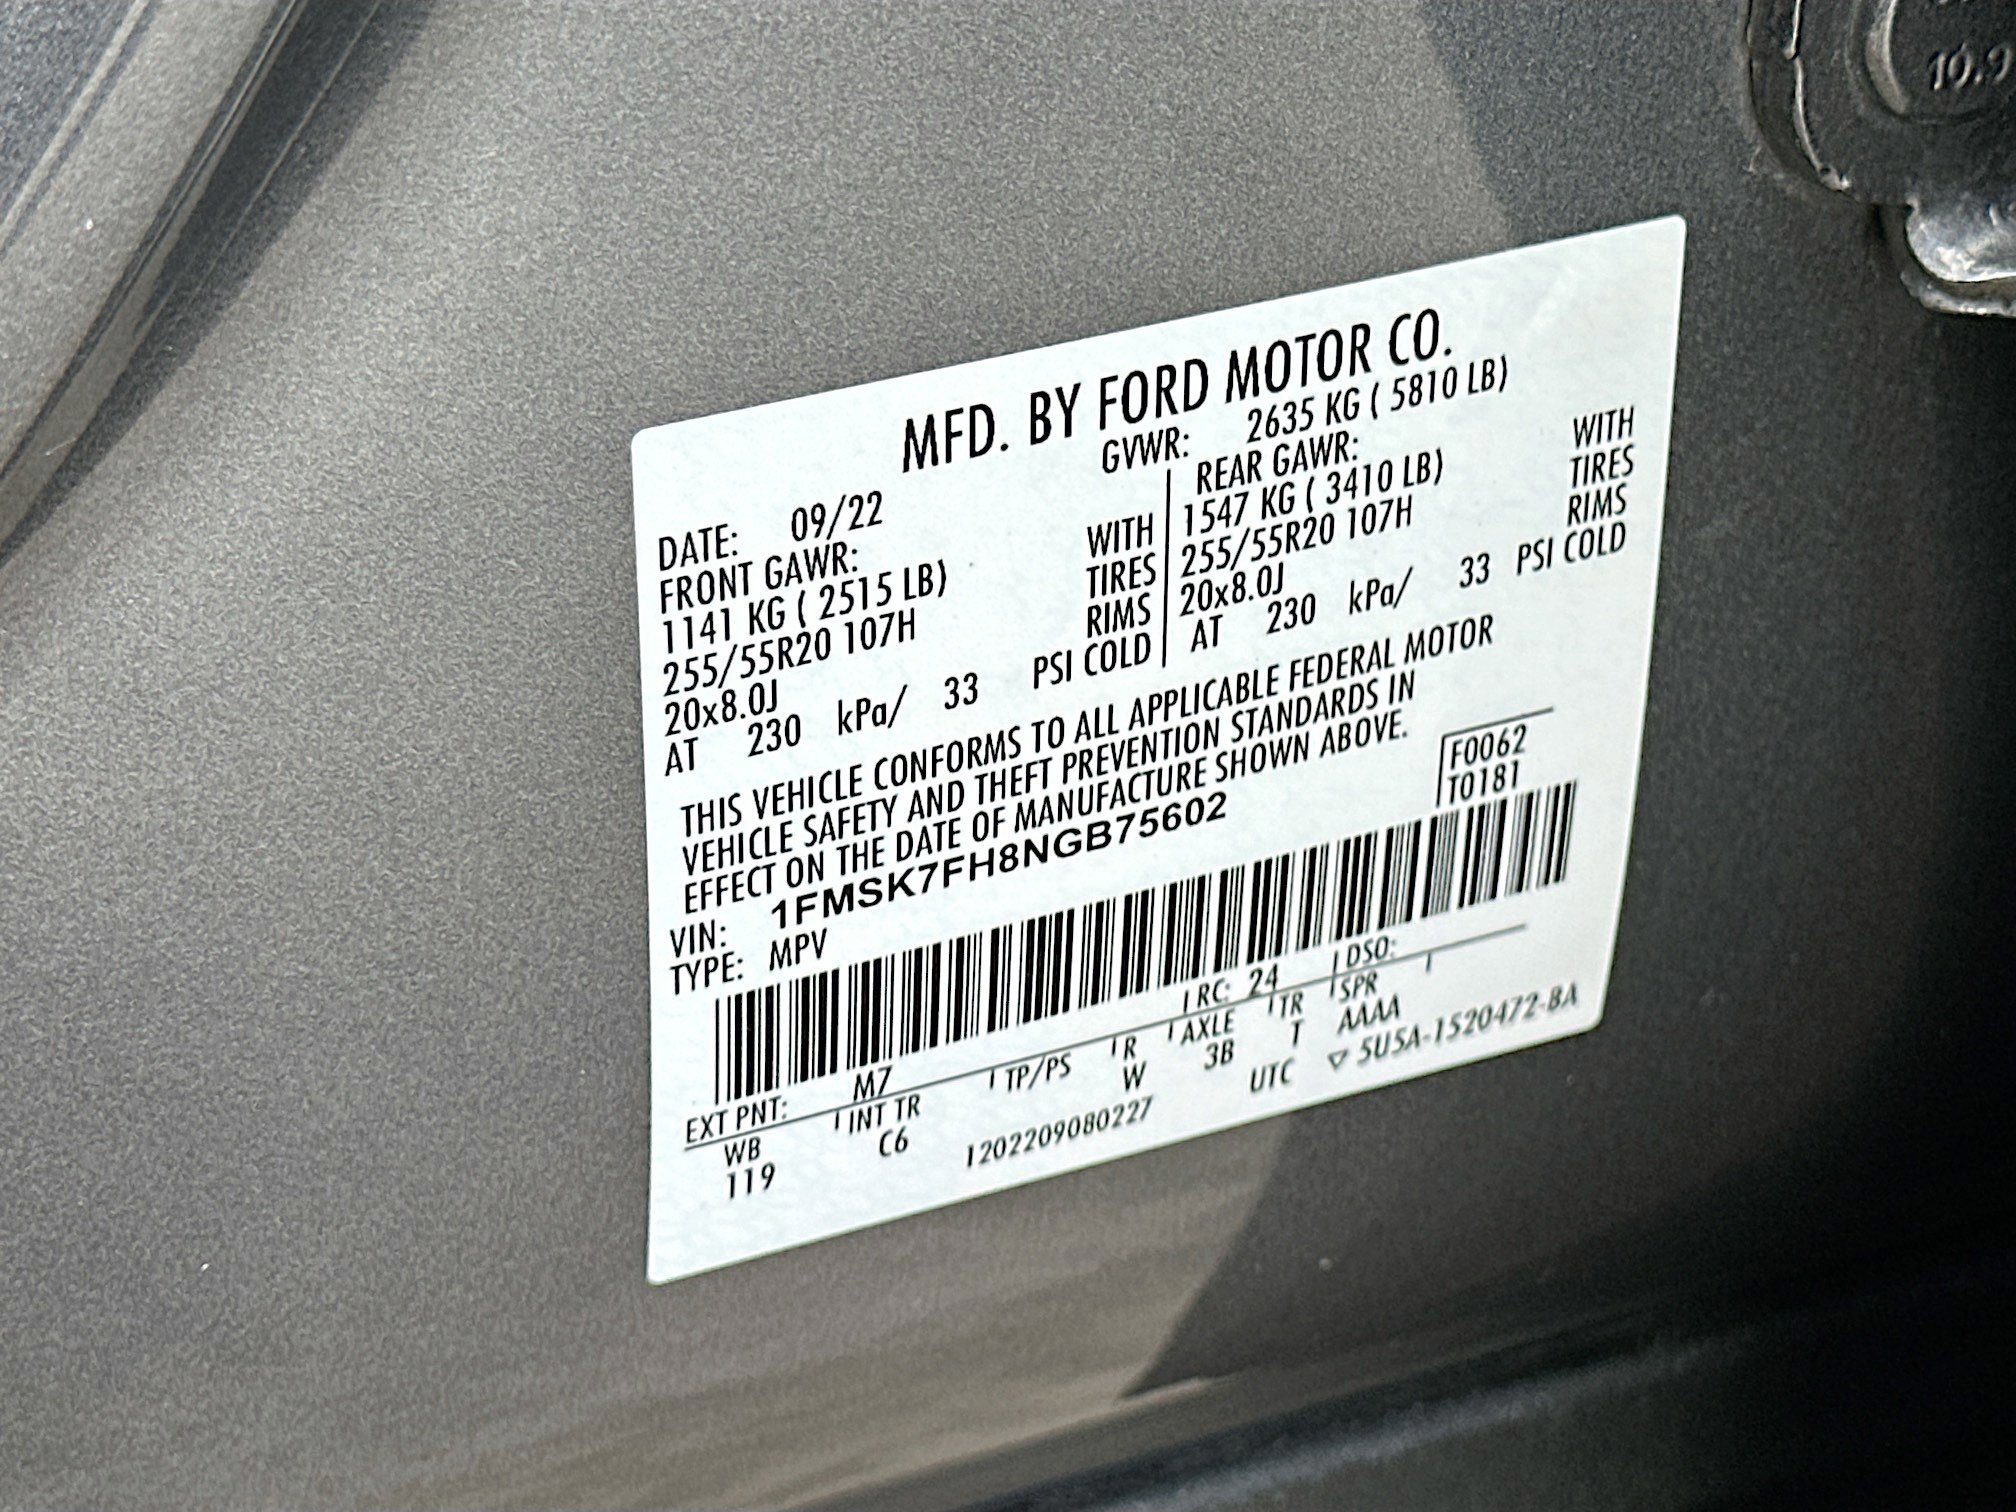 10.9
MFD. BY FORD MOTOR CO.
DATE: 09/22 GVWR: 2635 KG ( 5810 LB)
FRONT GAWR: REAR GAWR:
1141 KG ( 2515 LB) WITH 1547 KG ( 3410 LB) WITH
255/55R20 107H TIRES 255/55R20 107H TIRES
20x8.0J RIMS 20x8.0J RIMS
AT 230 kPa/ 33 PSI COLD AT 230 kPa/ 33 PSI COLD
THIS VEHICLE CONFORMS TO ALL APPLICABLE FEDERAL MOTOR
VEHICLE SAFETY AND THEFT PREVENTION STANDARDS IN
EFFECT ON THE DATE OF MANUFACTURE SHOWN ABOVE.
F0062
T0181
VIN: 1FMSK7FH8NGB75602
TYPE: MPV
EXT PNT: M7 RC: 24 DSO:
WB INT TR TP/PS R AXLE TR SPR
119 C6 W 3B T AAAA
1202209080227 UTC ▽ 5U5A-1520472-BA